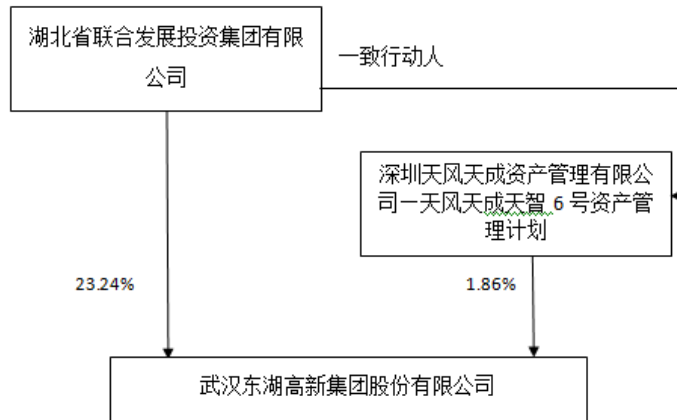 湖北省联合发展投资集团有限
公司
一致行动人
深圳天风天成资产管理有限公
司－天风天成天智 6 号资产管
理计划
23.24%
1.86%
武汉东湖高新集团股份有限公司